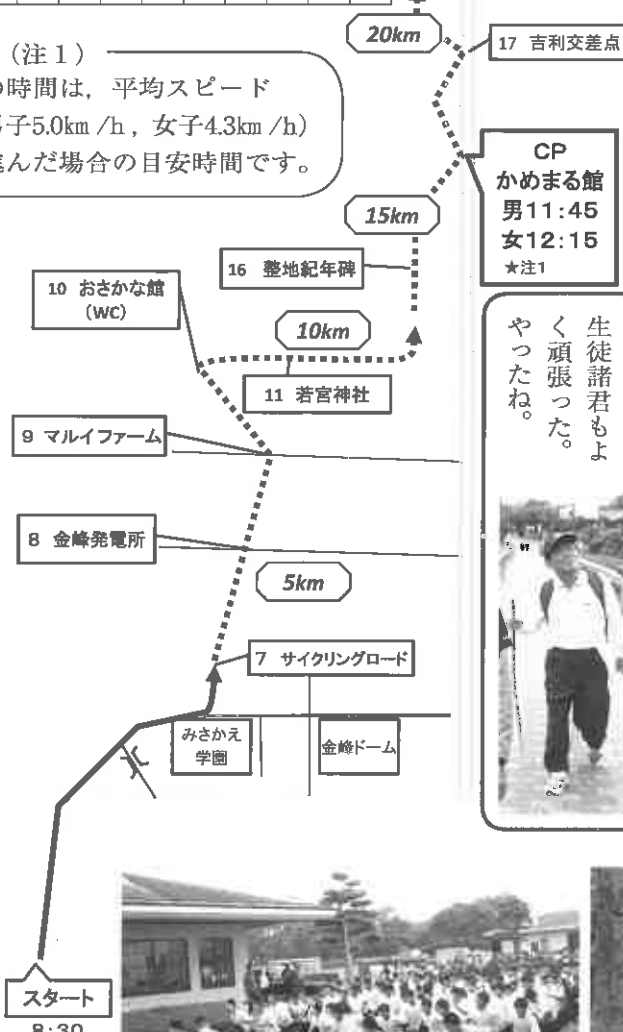 20km
17 吉利交差点
(注1)
時間は，平均スピード
子5.0km/h，女子4.3km/h)
んだ場合の目安時間です。
CP
かめまる館
男11:45
女12:15
★注1
15km
16 整地紀年碑
10 おさかな館
(WC)
10km
11 若宮神社
生徒諸君もよ
く頑張った。
やったね。
9 マルイファーム
8 金峰発電所
5km
7 サイクリングロード
みさかえ
学園
金峰ドーム
スタート
8:30